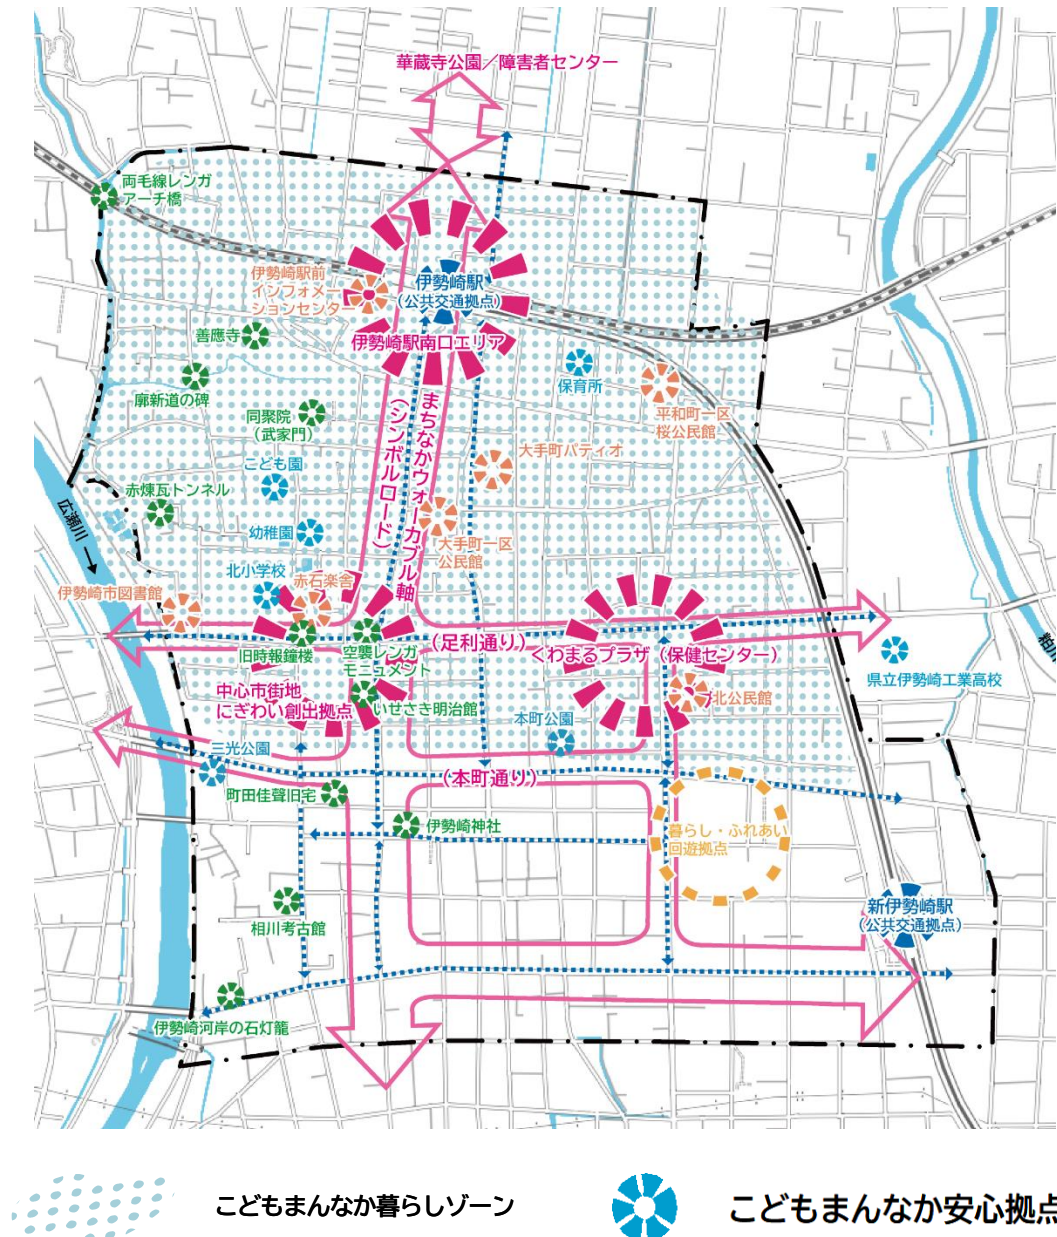 華蔵寺公園／障害者センター
両毛線レンガ
アーチ橋
伊勢崎駅前
インフォメー
ションセンター
伊勢崎駅
（公共交通拠点）
善應寺
伊勢崎駅南口エリア
保育所
廓新道の碑
同聚院
（武家門）
平和町一区
桜公民館
まちなかウォーカブル軸
（シンボルロード）
大手町パティオ
こども園
赤煉瓦トンネル
広瀬川
幼稚園
大手町一区
公民館
北小学校
赤石楽舎
伊勢崎市図書館
旧時報鐘楼
空襲レンガ
モニュメント
（足利通り）
くわまるプラザ（保健センター）
県立伊勢崎工業高校
中心市街地
にぎわい創出拠点
いせさき明治館
北公民館
本町公園
三光公園
（本町通り）
町田佳聲旧宅
伊勢崎神社
暮らし・ふれあい
回遊拠点
新伊勢崎駅
（公共交通拠点）
相川考古館
伊勢崎河岸の石灯籠
こどもまんなか暮らしゾーン
こどもまんなか安心拠点